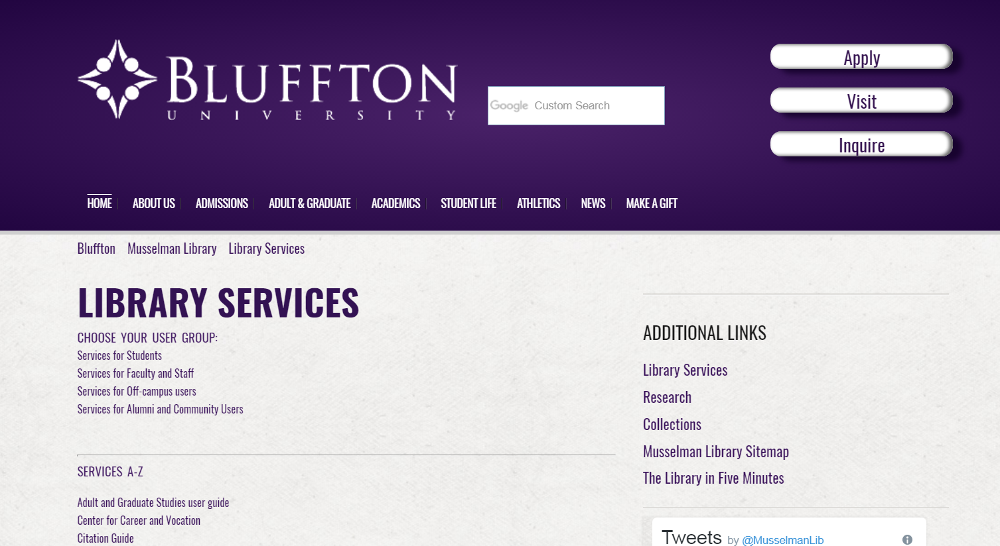 BLUFFTON
UNIVERSITY
Google Custom Search
Apply
Visit
Inquire
HOME ABOUT US ADMISSIONS ADULT & GRADUATE ACADEMICS STUDENT LIFE ATHLETICS NEWS MAKE A GIFT
Bluffton Musselman Library Library Services
LIBRARY SERVICES
CHOOSE YOUR USER GROUP:
Services for Students
Services for Faculty and Staff
Services for Off-campus users
Services for Alumni and Community Users
SERVICES A-Z
Adult and Graduate Studies user guide
Center for Career and Vocation
Citation Guide
ADDITIONAL LINKS
Library Services
Research
Collections
Musselman Library Sitemap
The Library in Five Minutes
Tweets by @MusselmanLib